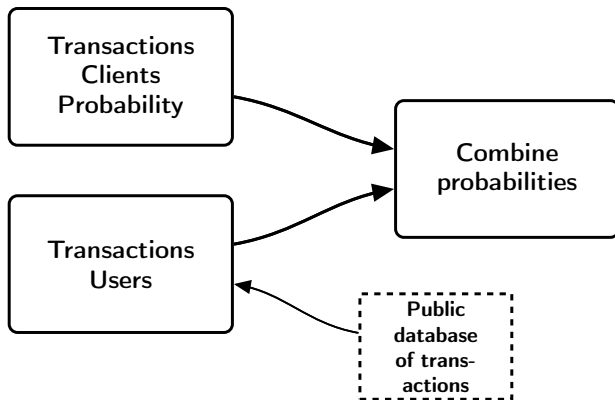 Transactions
Clients
Probability
Combine
probabilities
Transactions
Users
Public
database
of trans-
actions